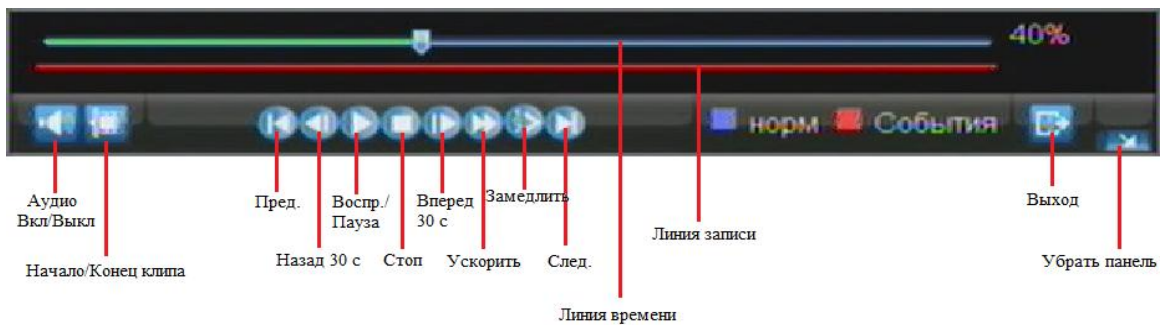 40%
норм
События
Аудио
Вкл/Выкл
Пред.
Воспр./
Пауза
Вперед
30 с
Замедлить
Выход
Начало/Конец клипа
Назад 30 с
Стоп
Ускорить
След.
Линия записи
Убрать панель
Линия времени